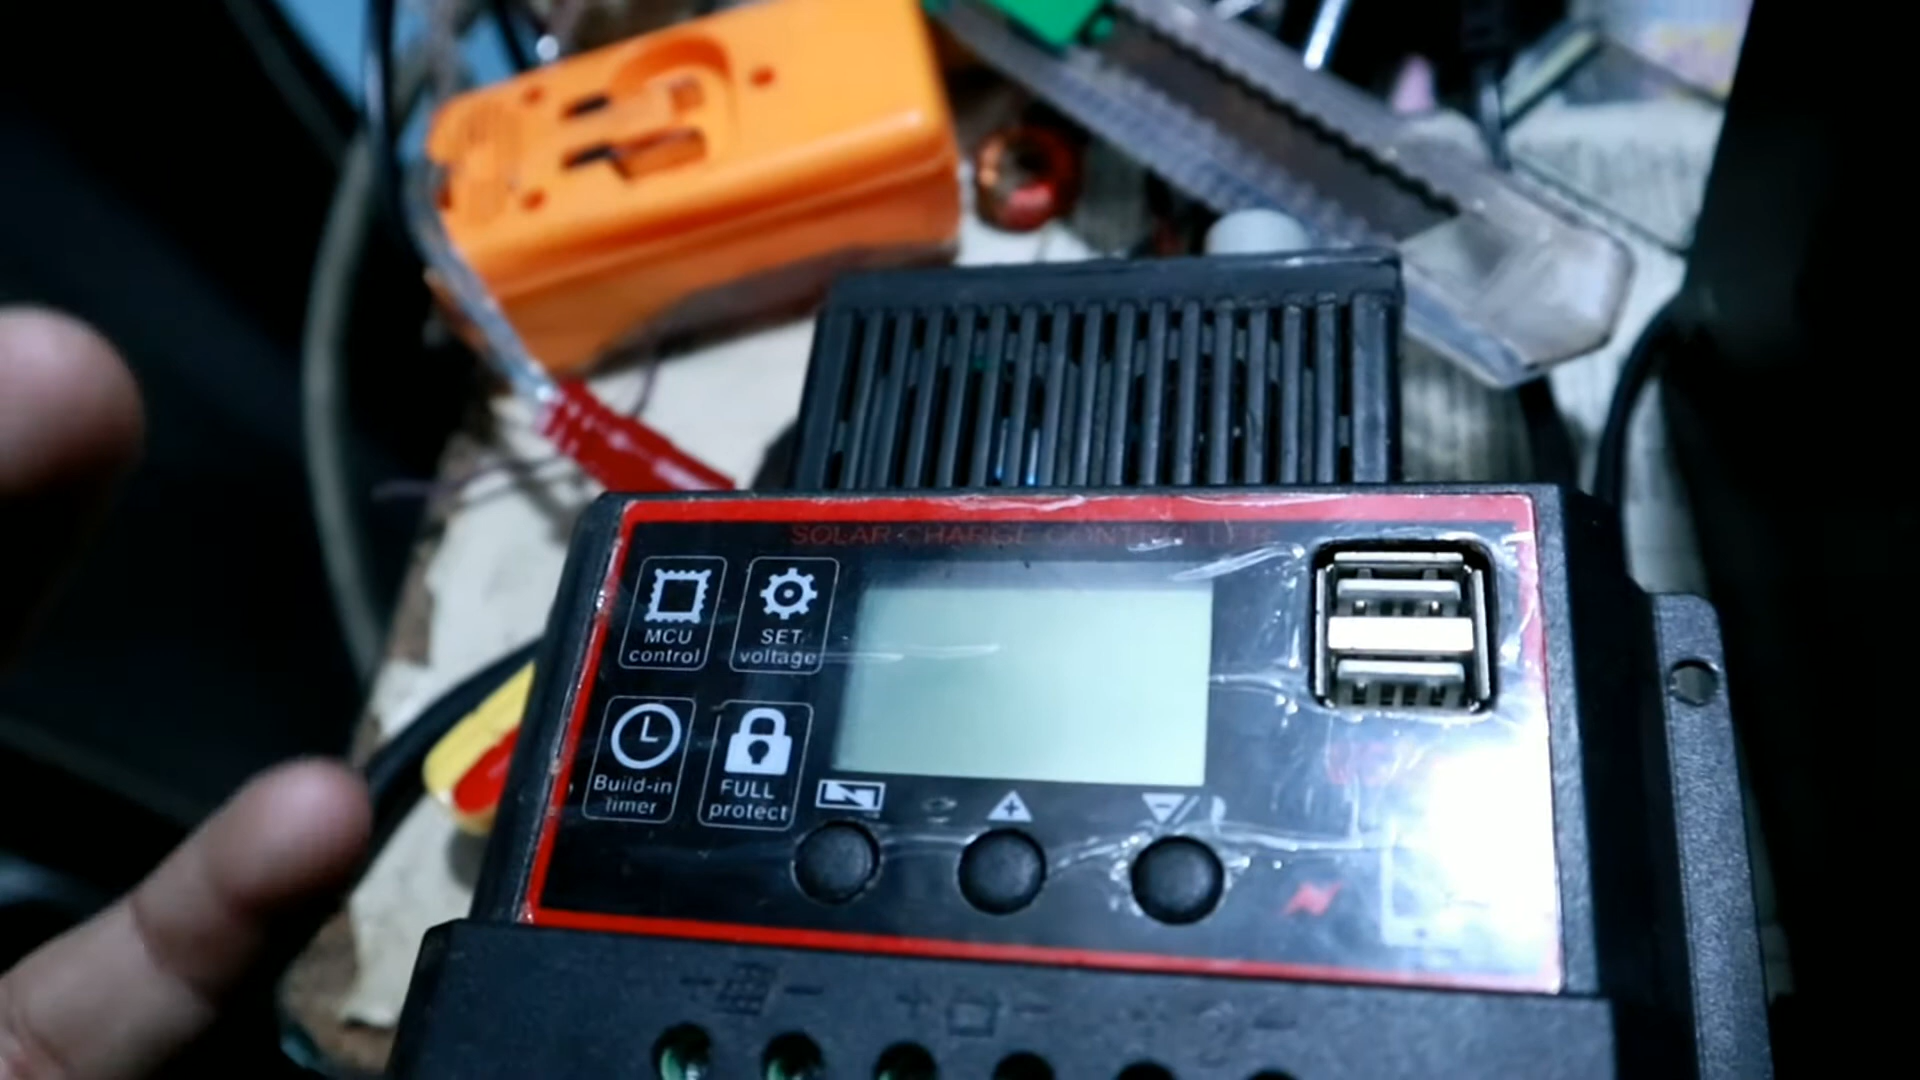 SOLAR CHARGE CONTROLLER
MCU
control
SET
voltage
Build-in
timer
FULL
protect